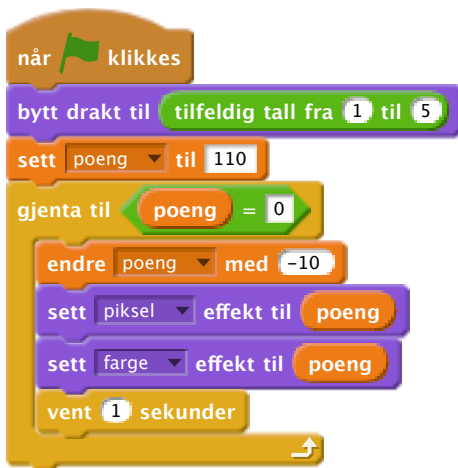 når klikkes
bytt drakt til tilfeldig tall fra 1 til 5
sett poeng til 110
gjenta til poeng = 0
endre poeng med -10
sett piksel effekt til poeng
sett farge effekt til poeng
vent 1 sekunder